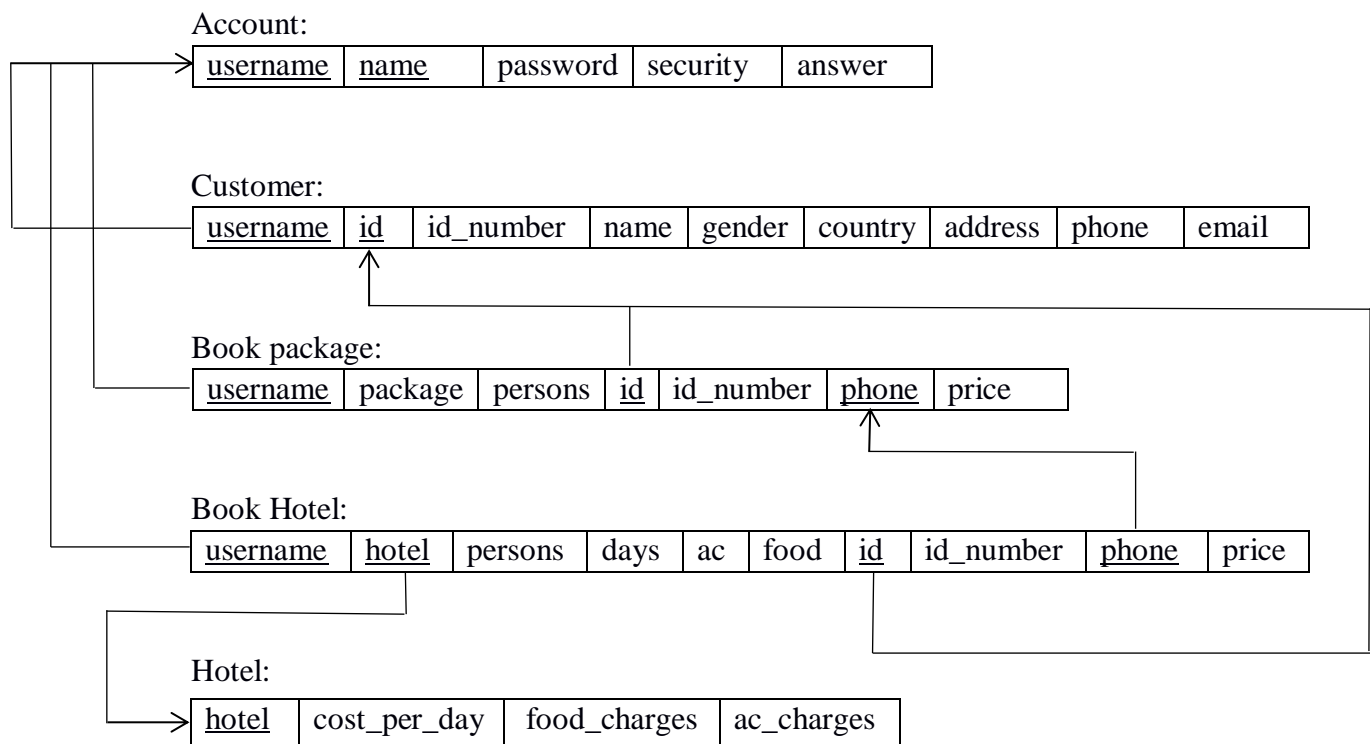 Account:
username name password security answer
Customer:
username id id_number name gender country address phone email
Book package:
username package persons id id_number phone price
Book Hotel:
username hotel persons days ac food id id_number phone price
Hotel:
hotel cost_per_day food_charges ac_charges